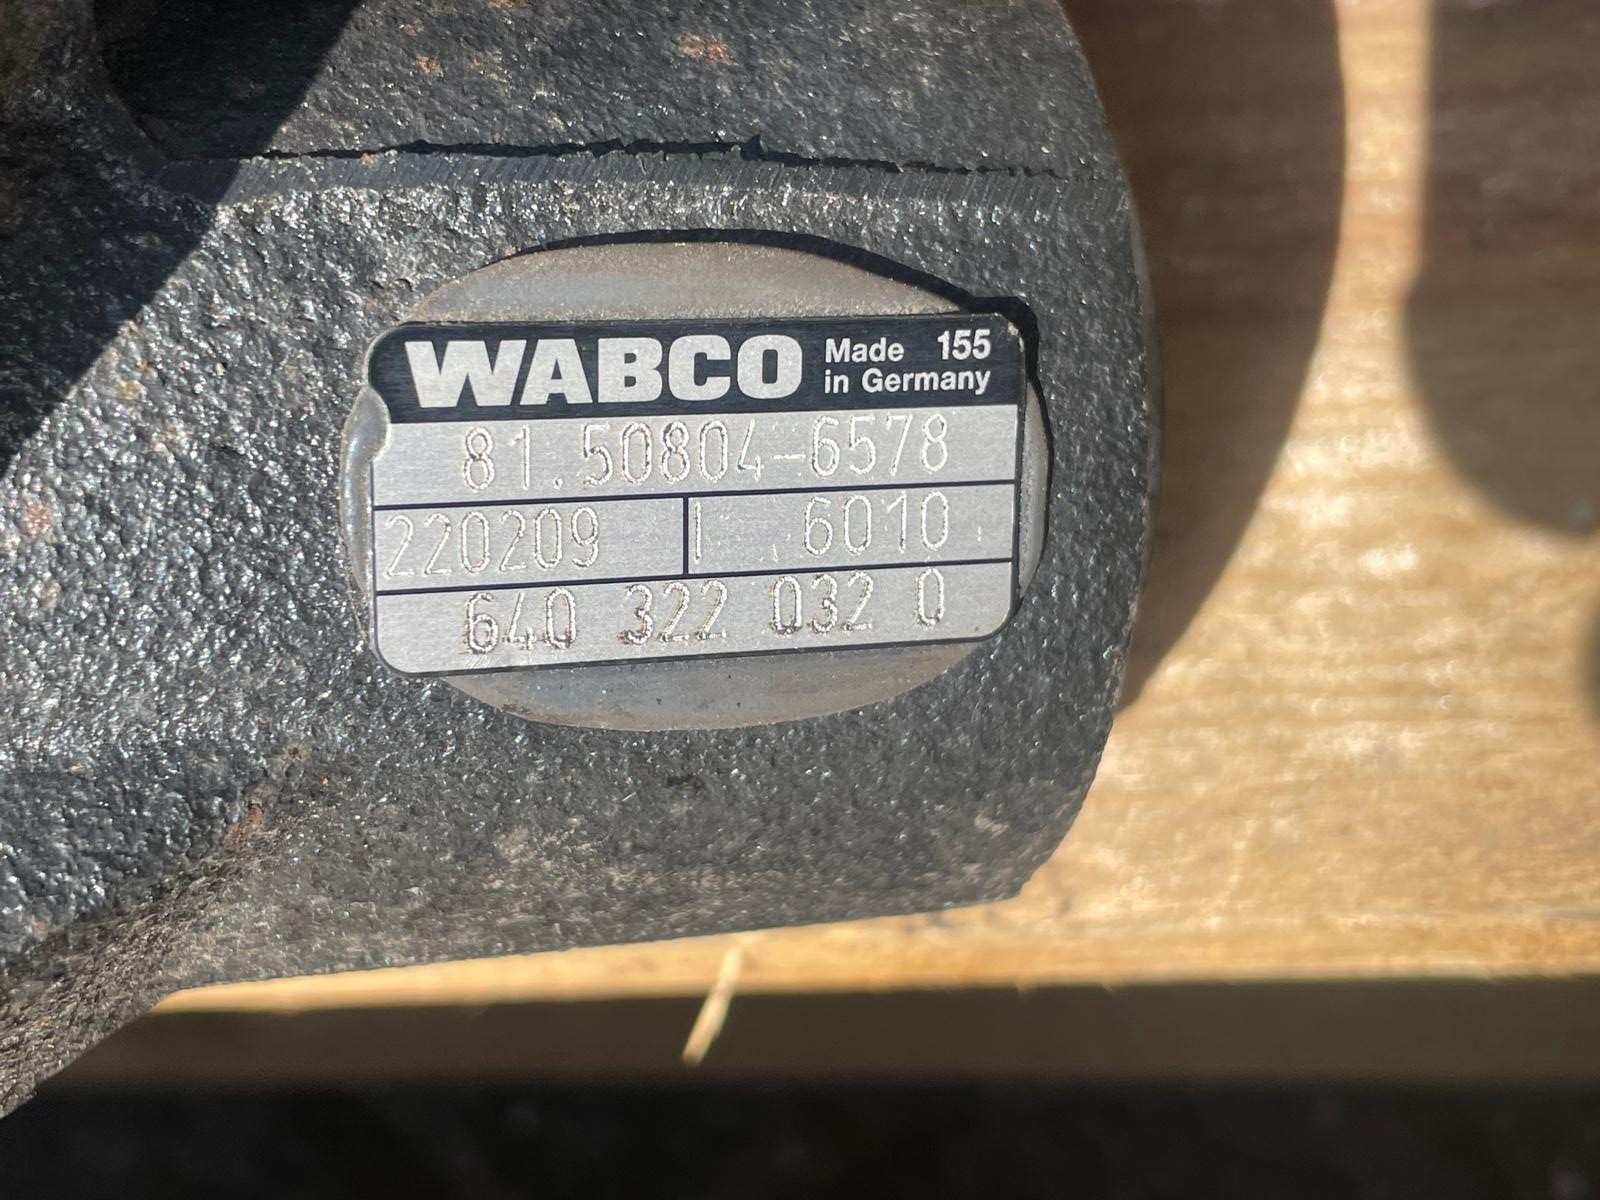 WABCO Made 155
in Germany
81.50804-6578
220209 | 6010
640 322 032 0